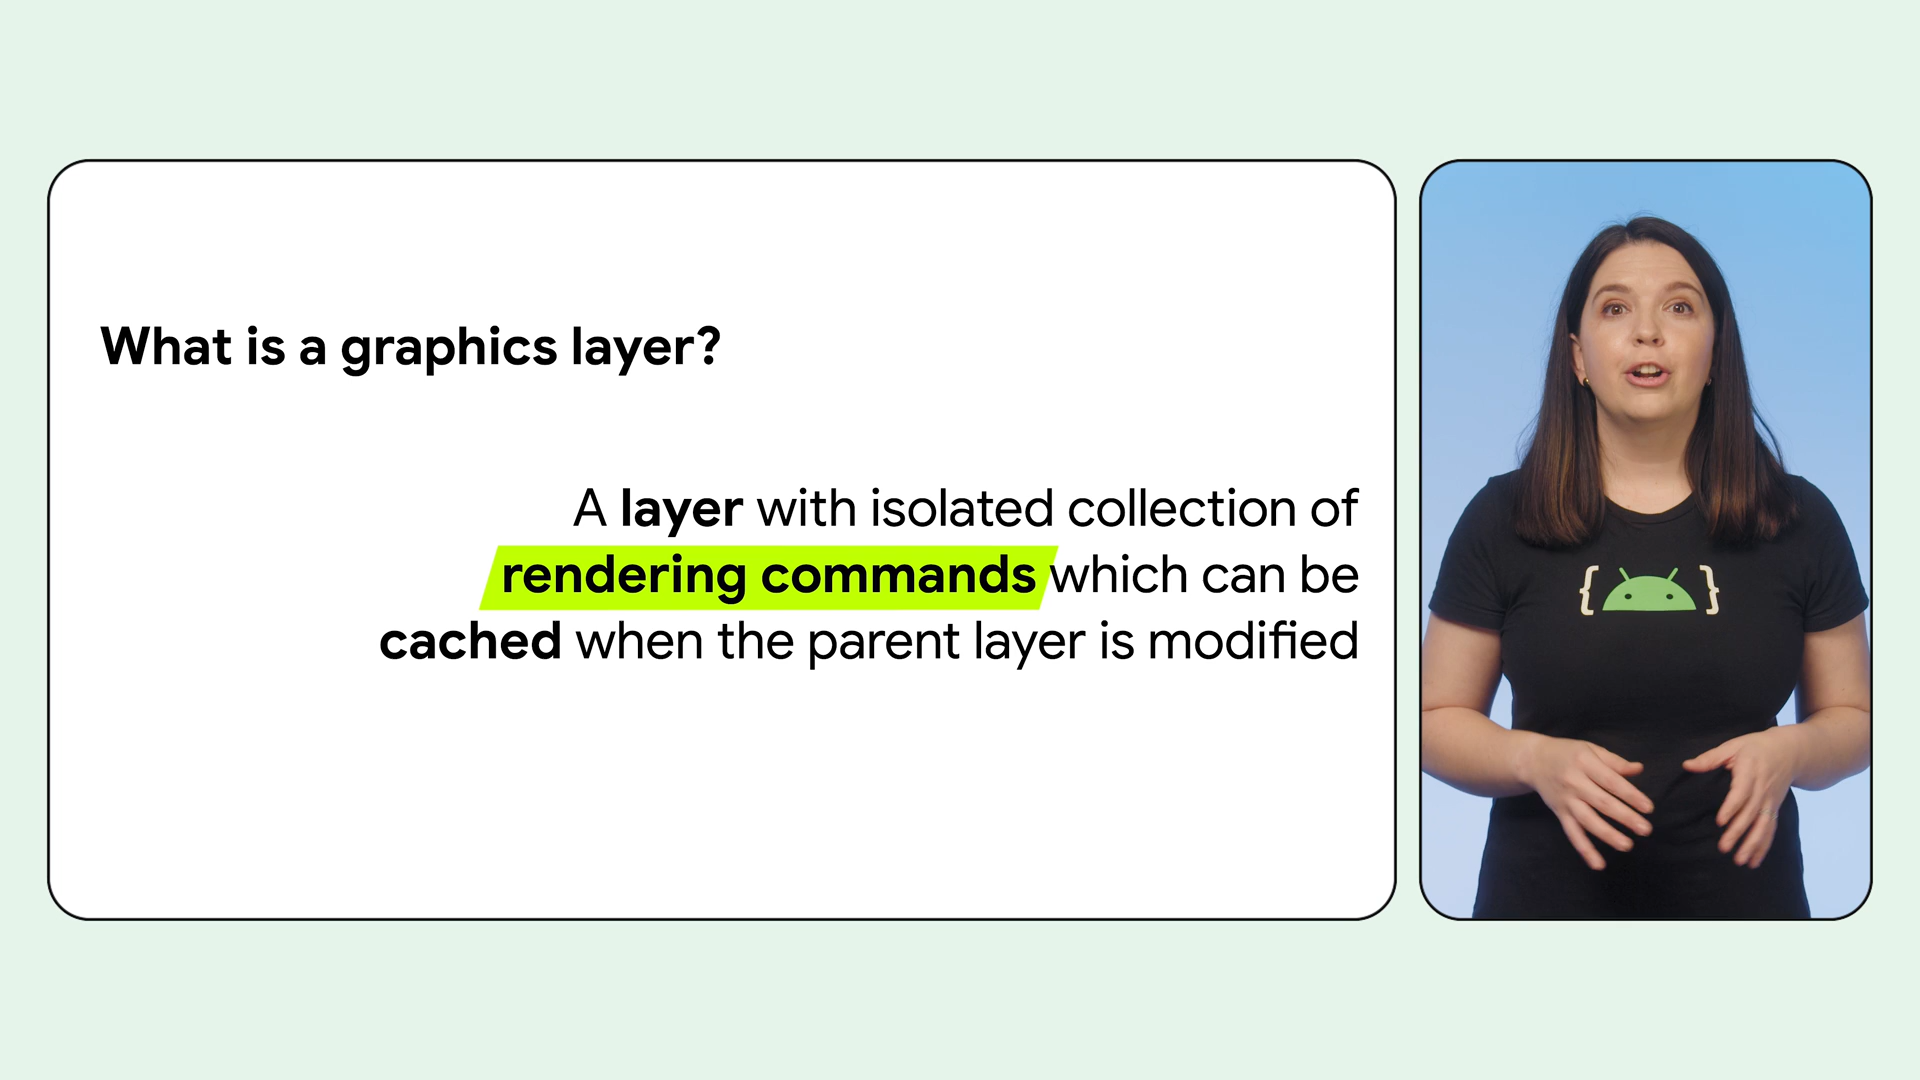 What is a graphics layer?
A layer with isolated collection of
rendering commands which can be
cached when the parent layer is modified